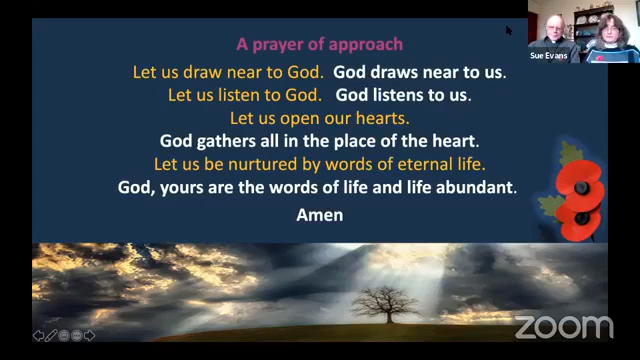 A prayer of approach
Let us draw near to God. God draws near to us.
Let us listen to God. God listens to us.
Let us open our hearts.
God gathers all in the place of the heart.
Let us be nurtured by words of eternal life.
God, yours are the words of life and life abundant.
Amen
Sue Evans
zoom